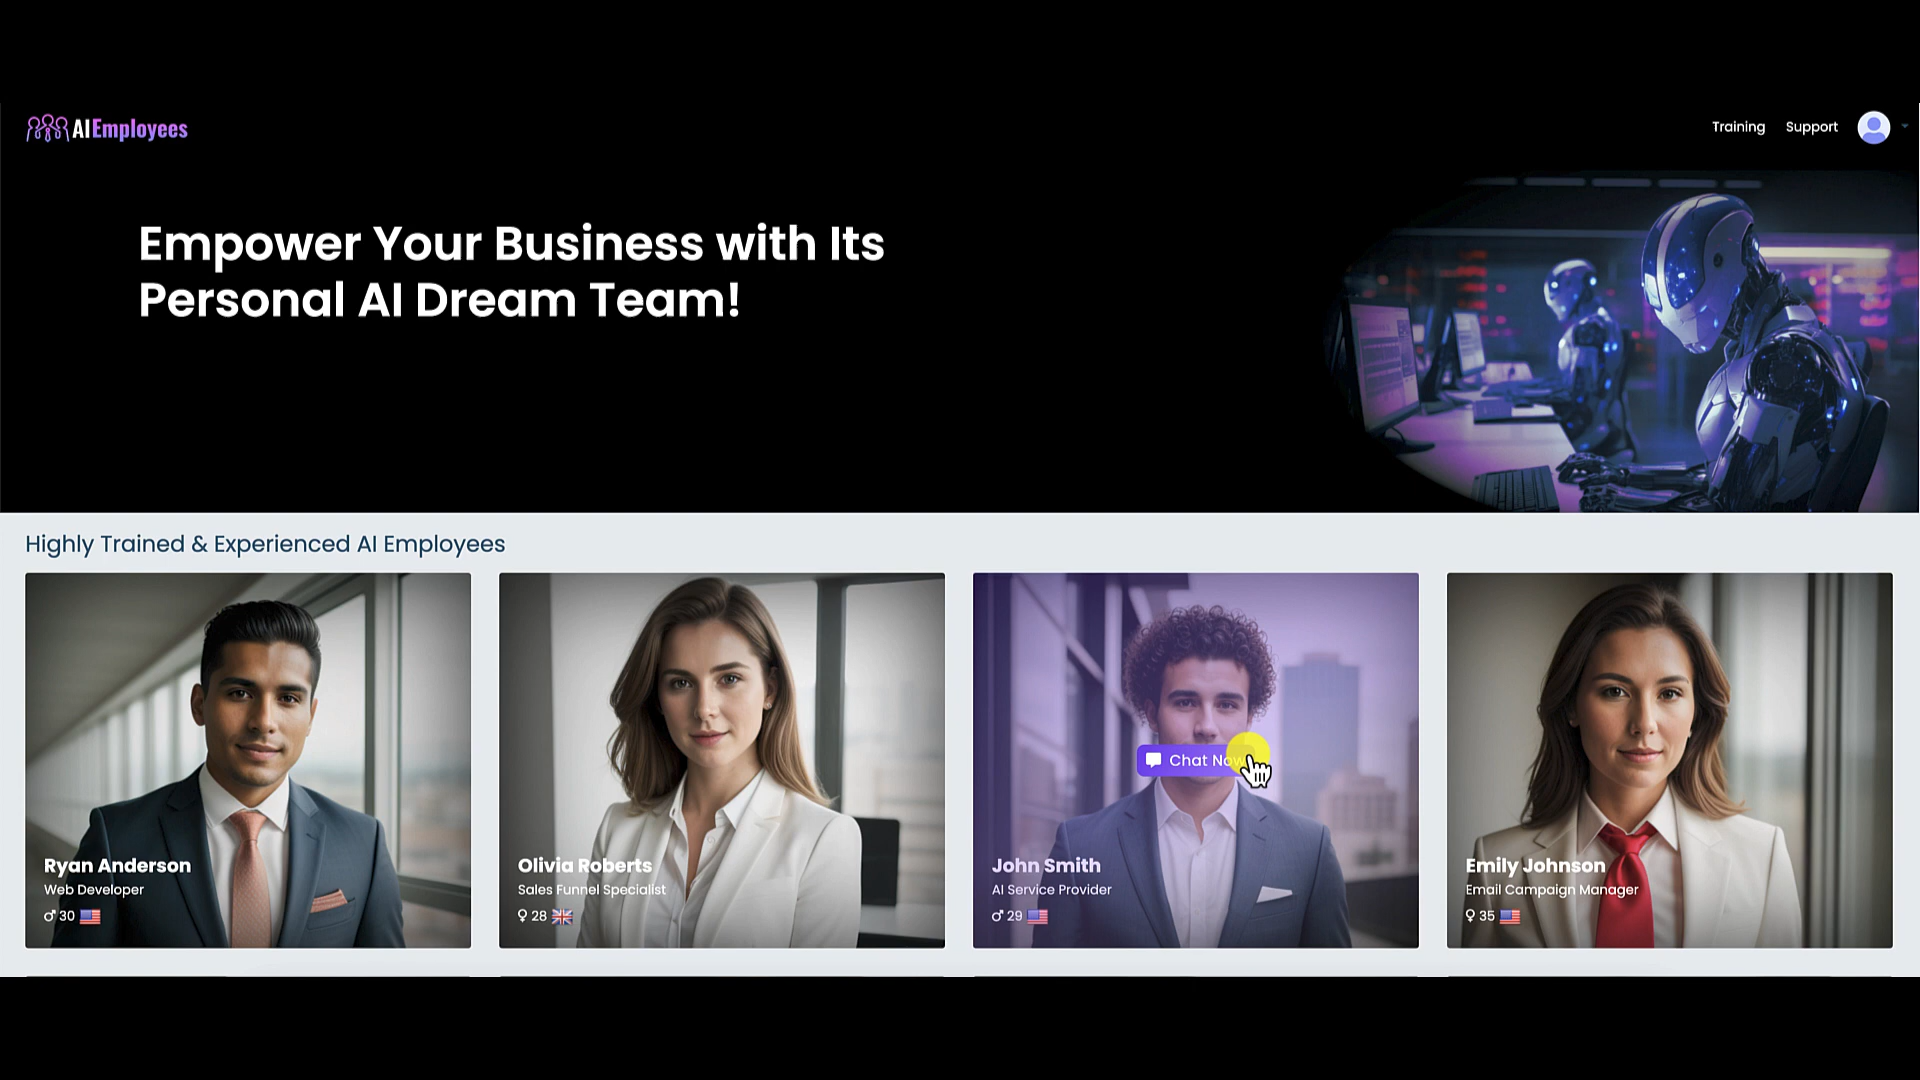 AIEmployees
Training
Support
Empower Your Business with Its
Personal AI Dream Team!
Highly Trained & Experienced AI Employees
Ryan Anderson
Web Developer
♂ 30
Olivia Roberts
Sales Funnel Specialist
♀ 28
Chat Now
John Smith
AI Service Provider
♂ 29
Emily Johnson
Email Campaign Manager
♀ 35